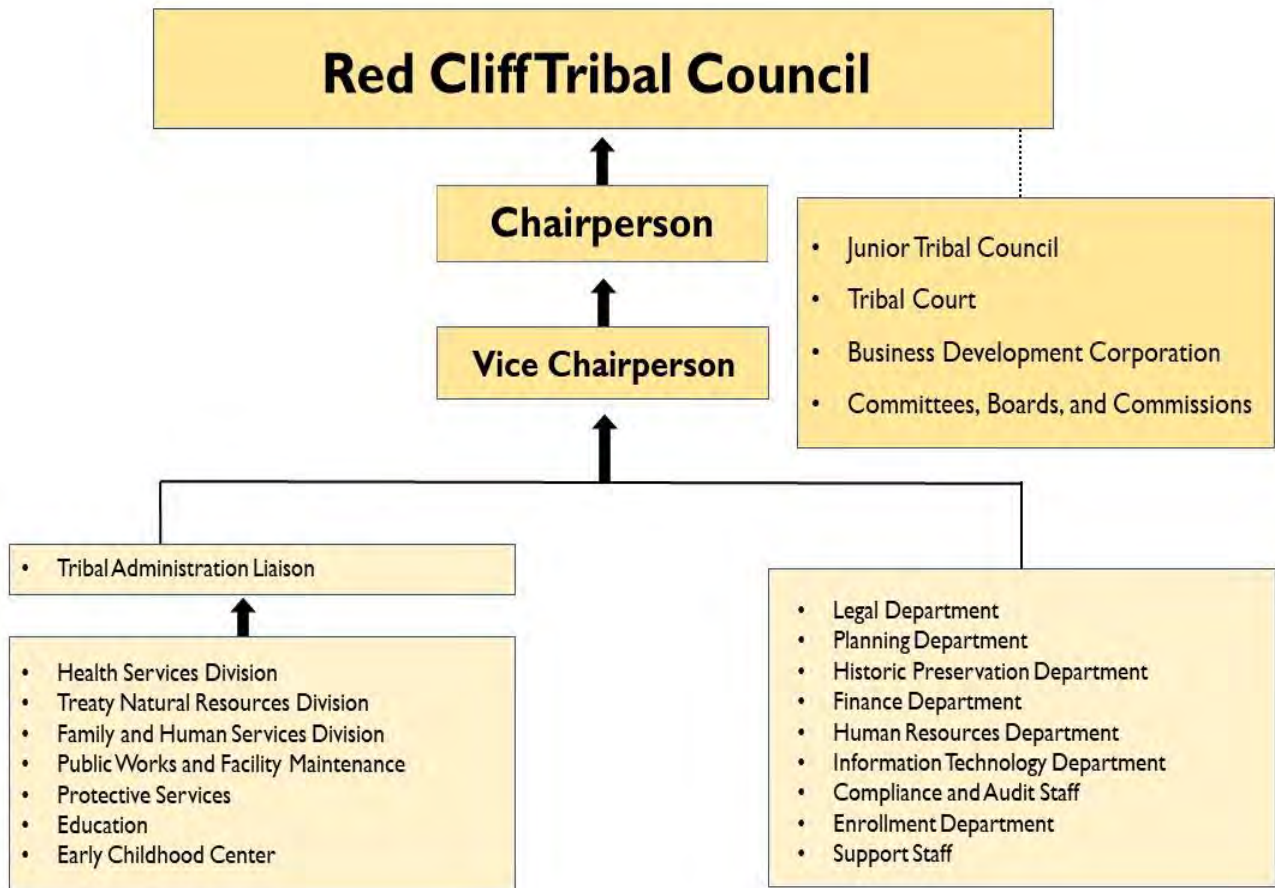 Red Cliff Tribal Council
Chairperson
Vice Chairperson
• Junior Tribal Council
• Tribal Court
• Business Development Corporation
• Committees, Boards, and Commissions
• Tribal Administration Liaison
• Health Services Division
• Treaty Natural Resources Division
• Family and Human Services Division
• Public Works and Facility Maintenance
• Protective Services
• Education
• Early Childhood Center
• Legal Department
• Planning Department
• Historic Preservation Department
• Finance Department
• Human Resources Department
• Information Technology Department
• Compliance and Audit Staff
• Enrollment Department
• Support Staff